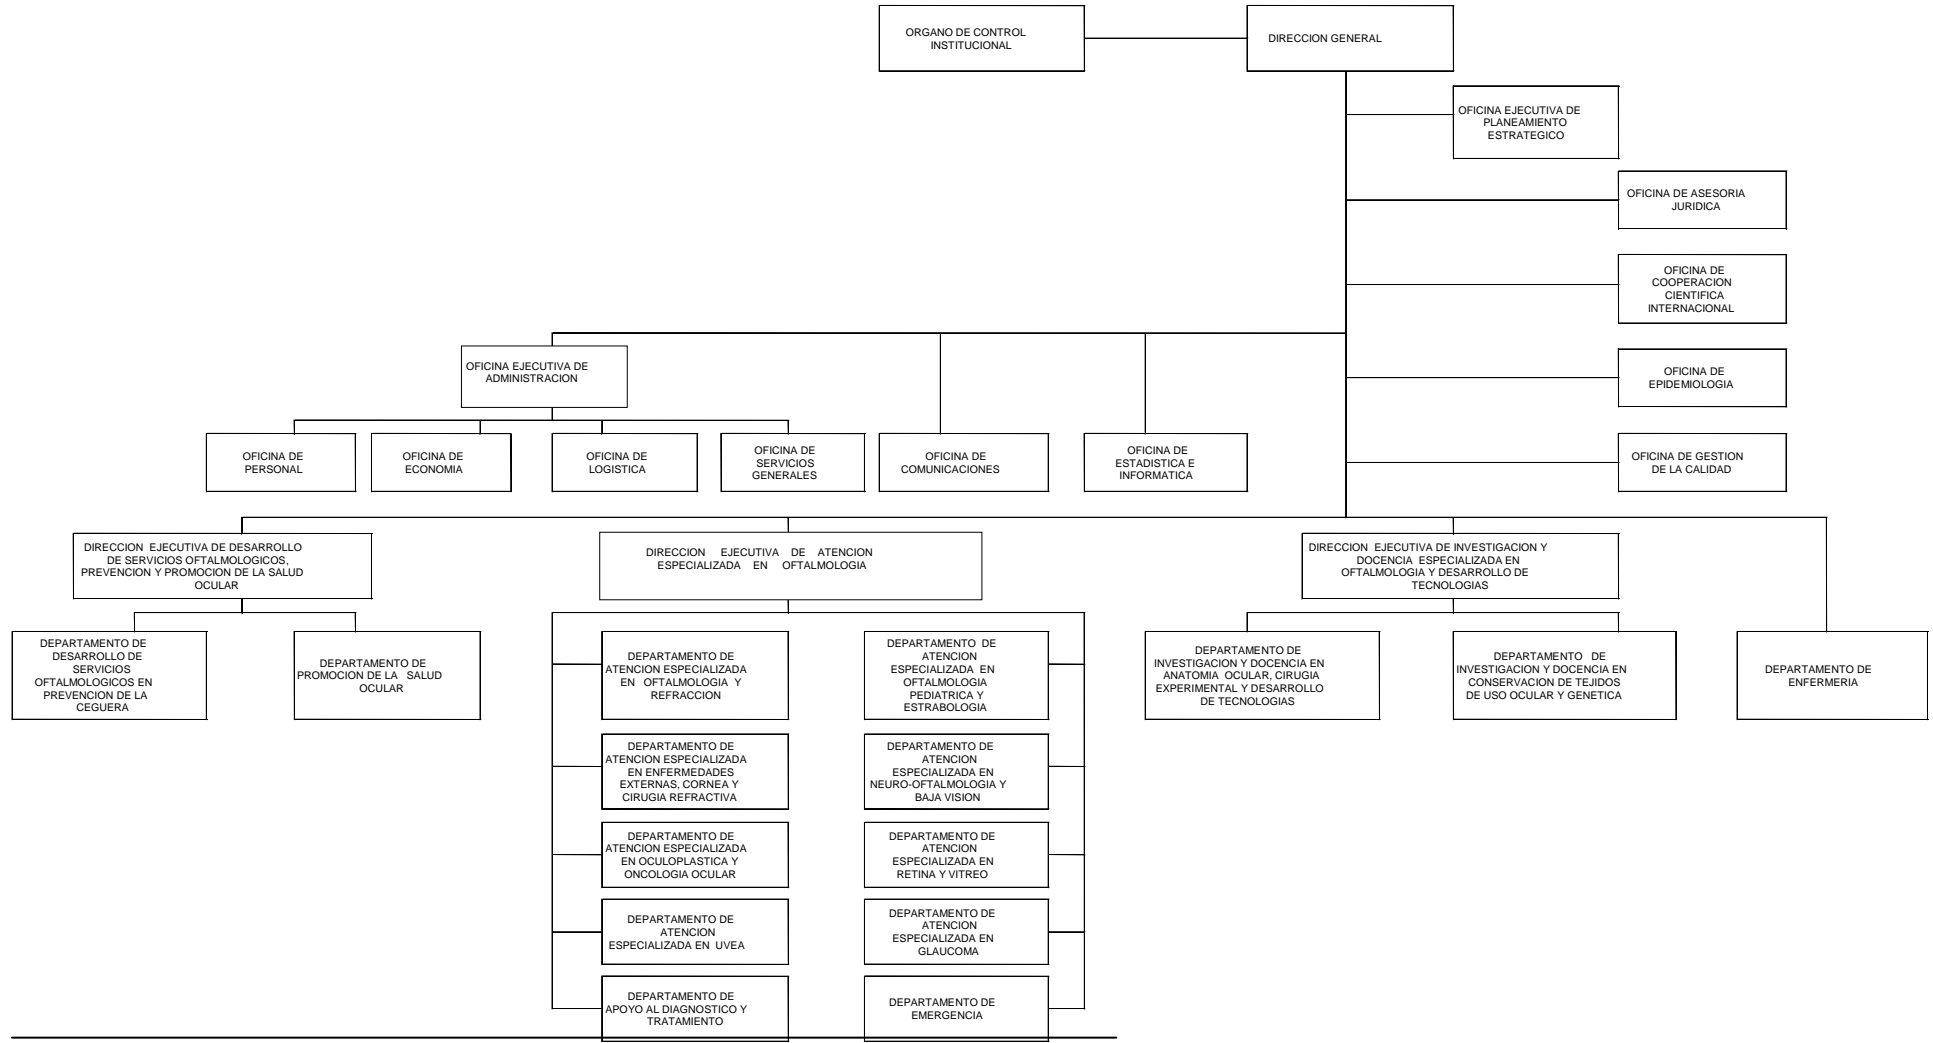 ORGANO DE CONTROL
INSTITUCIONAL
DIRECCION GENERAL
OFICINA EJECUTIVA DE
PLANEAMIENTO
ESTRATEGICO
OFICINA DE ASESORIA
JURIDICA
OFICINA DE
COOPERACION
CIENTIFICA
INTERNACIONAL
OFICINA EJECUTIVA DE
ADMINISTRACION
OFICINA DE
EPIDEMIOLOGIA
OFICINA DE
PERSONAL
OFICINA DE
ECONOMIA
OFICINA DE
LOGISTICA
OFICINA DE
SERVICIOS
GENERALES
OFICINA DE
COMUNICACIONES
OFICINA DE
ESTADISTICA E
INFORMATICA
OFICINA DE GESTION
DE LA CALIDAD
DIRECCION EJECUTIVA DE DESARROLLO
DE SERVICIOS OFTALMOLOGICOS,
PREVENCION Y PROMOCION DE LA SALUD
OCULAR
DIRECCION EJECUTIVA DE ATENCION
ESPECIALIZADA EN OFTALMOLOGIA
DIRECCION EJECUTIVA DE INVESTIGACION Y
DOCENCIA ESPECIALIZADA EN
OFTALMOLOGIA Y DESARROLLO DE
TECNOLOGIAS
DEPARTAMENTO DE
DESARROLLO DE
SERVICIOS
OFTALMOLOGICOS EN
PREVENCION DE LA
CEGUERA
DEPARTAMENTO DE
PROMOCION DE LA SALUD
OCULAR
DEPARTAMENTO DE
ATENCION ESPECIALIZADA
EN OFTALMOLOGIA Y
REFRACCION
DEPARTAMENTO DE
ATENCION
ESPECIALIZADA EN
OFTALMOLOGIA
PEDIATRICA Y
ESTRABOLOGIA
DEPARTAMENTO DE
INVESTIGACION Y DOCENCIA EN
ANATOMIA OCULAR, CIRUGIA
EXPERIMENTAL Y DESARROLLO
DE TECNOLOGIAS
DEPARTAMENTO DE
INVESTIGACION Y DOCENCIA EN
CONSERVACION DE TEJIDOS
DE USO OCULAR Y GENETICA
DEPARTAMENTO DE
ENFERMERIA
DEPARTAMENTO DE
ATENCION ESPECIALIZADA
EN ENFERMEDADES
EXTERNAS, CORNEA Y
CIRUGIA REFRACTIVA
DEPARTAMENTO DE
ATENCION
ESPECIALIZADA EN
NEURO-OFTALMOLOGIA Y
BAJA VISION
DEPARTAMENTO DE
ATENCION ESPECIALIZADA
EN OCULOPLASTICA Y
ONCOLOGIA OCULAR
DEPARTAMENTO DE
ATENCION
ESPECIALIZADA EN
RETINA Y VITREO
DEPARTAMENTO DE
ATENCION
ESPECIALIZADA EN UVEA
DEPARTAMENTO DE
ATENCION
ESPECIALIZADA EN
GLAUCOMA
DEPARTAMENTO DE
APOYO AL DIAGNOSTICO Y
TRATAMIENTO
DEPARTAMENTO DE
EMERGENCIA